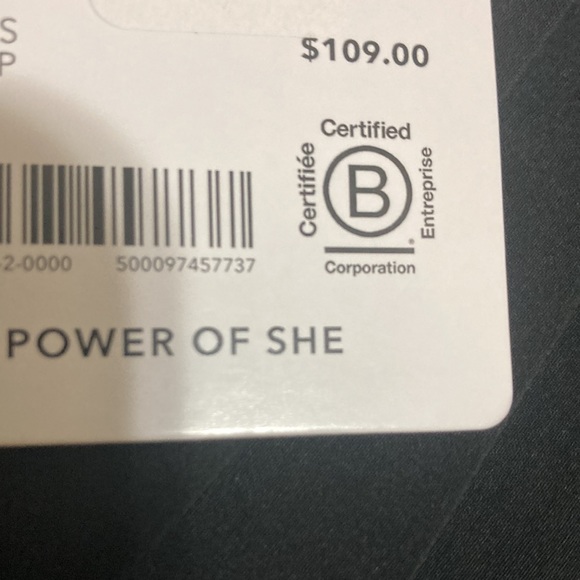 S
P
$109.00
Certified
Certifiée
B
Entreprise
®
Corporation
-2-0000 500097457737
POWER OF SHE